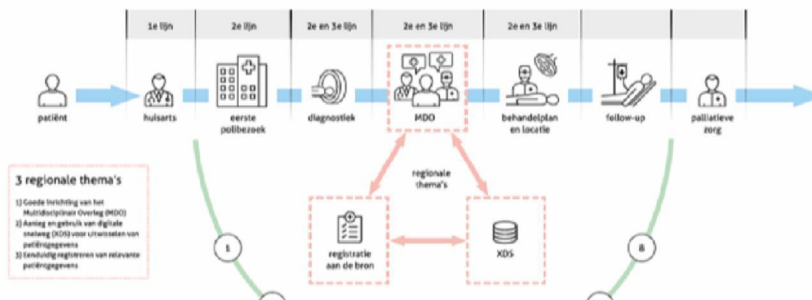 1e lijn
2e lijn
2e en 3e lijn
2e en 3e lijn
2e en 3e lijn
patiënt
huisarts
eerste
polibezoek
diagnostiek
MDO
behandelplan
en locatie
follow-up
palliatieve
zorg
3 regionale thema's
1) Goede inrichting van het
Multidisciplinair Overleg (MDO)
2) Aanleg en gebruik van digitale
snelweg (XDS) voor uitwisselen van
patiëntgegevens
3) Eenduidig registreren van relevante
patiëntgegevens
regionale
thema's
registratie
aan de bron
XDS
1
8